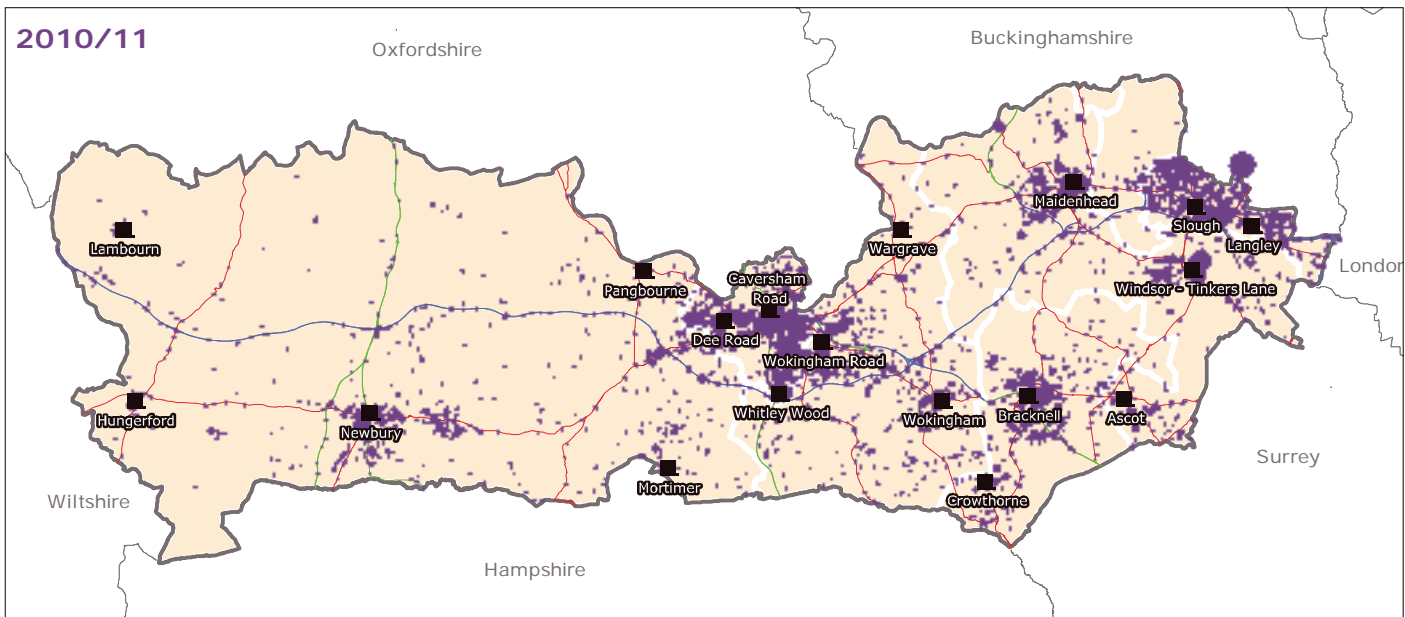 2010/11
Oxfordshire
Buckinghamshire
Maidenhead
Slough
Lambourn
Wargrave
Langley
London
Pangbourne
Caversham
Road
Windsor - Tinkers Lane
Dee Road
Wokingham Road
Hungerford
Newbury
Whitley Wood
Wokingham
Bracknell
Ascot
Surrey
Mortimer
Crowthorne
Wiltshire
Hampshire